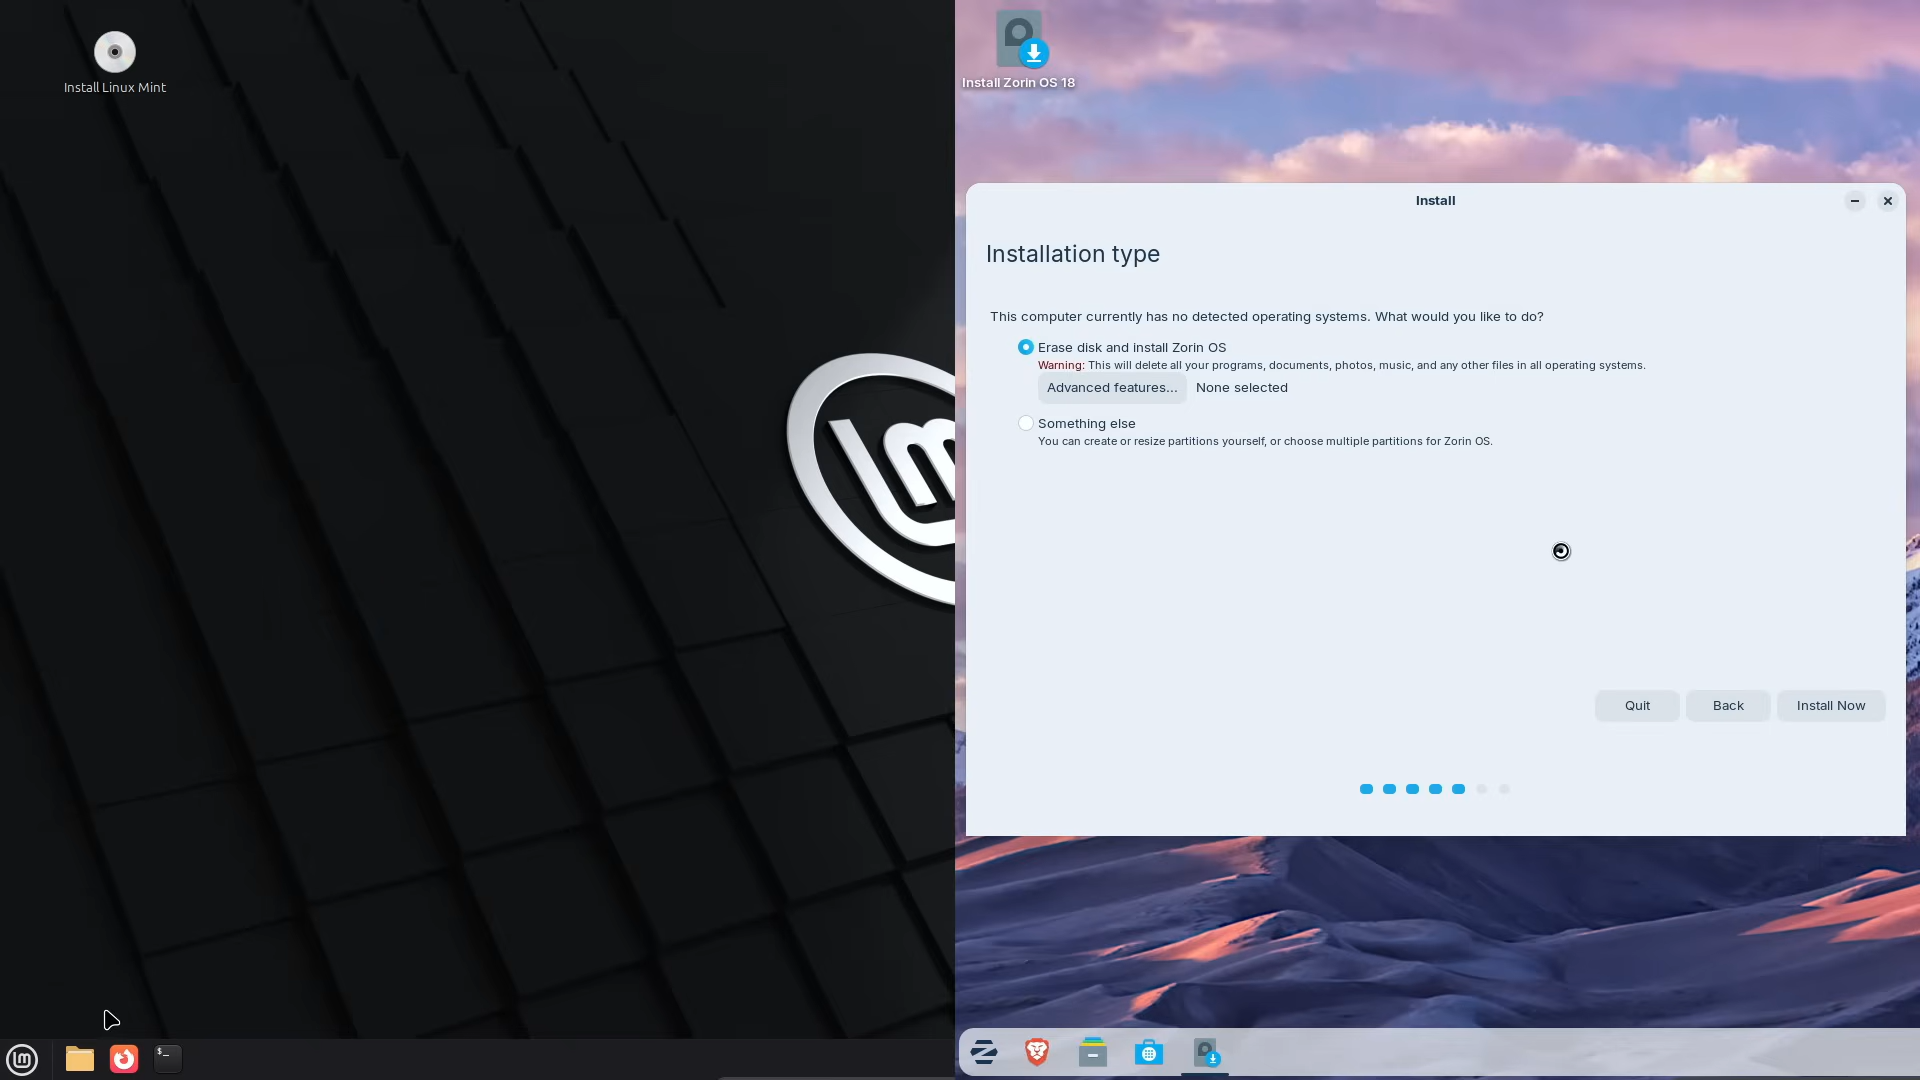 Install Linux Mint
Install Zorin OS 18
Install
Installation type
This computer currently has no detected operating systems. What would you like to do?
Erase disk and install Zorin OS
Warning: This will delete all your programs, documents, photos, music, and any other files in all operating systems.
Advanced features... None selected
Something else
You can create or resize partitions yourself, or choose multiple partitions for Zorin OS.
Quit Back Install Now
$_